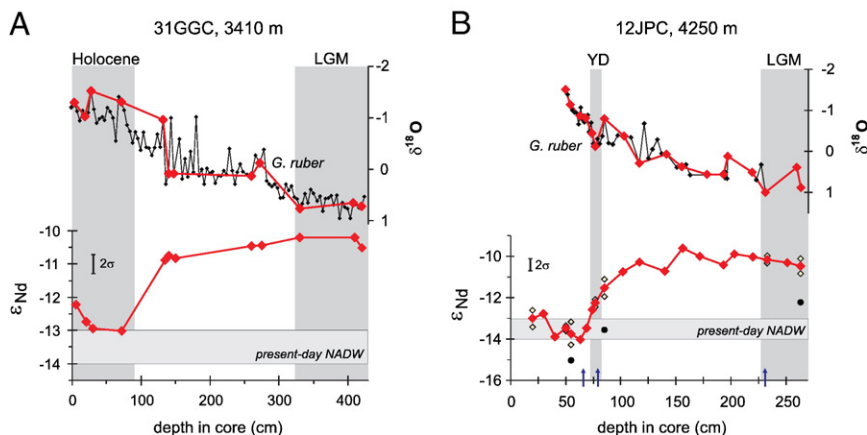 A
31GGC, 3410 m
Holocene
LGM
-2
-1
0
1
δ18O
G. ruber
-10
-11
-12
-13
-14
εNd
2σ
present-day NADW
0
100
200
300
400
depth in core (cm)
B
12JPC, 4250 m
YD
LGM
-2
-1
0
1
δ18O
G. ruber
-10
-12
-14
-16
εNd
2σ
present-day NADW
0
50
100
150
200
250
depth in core (cm)